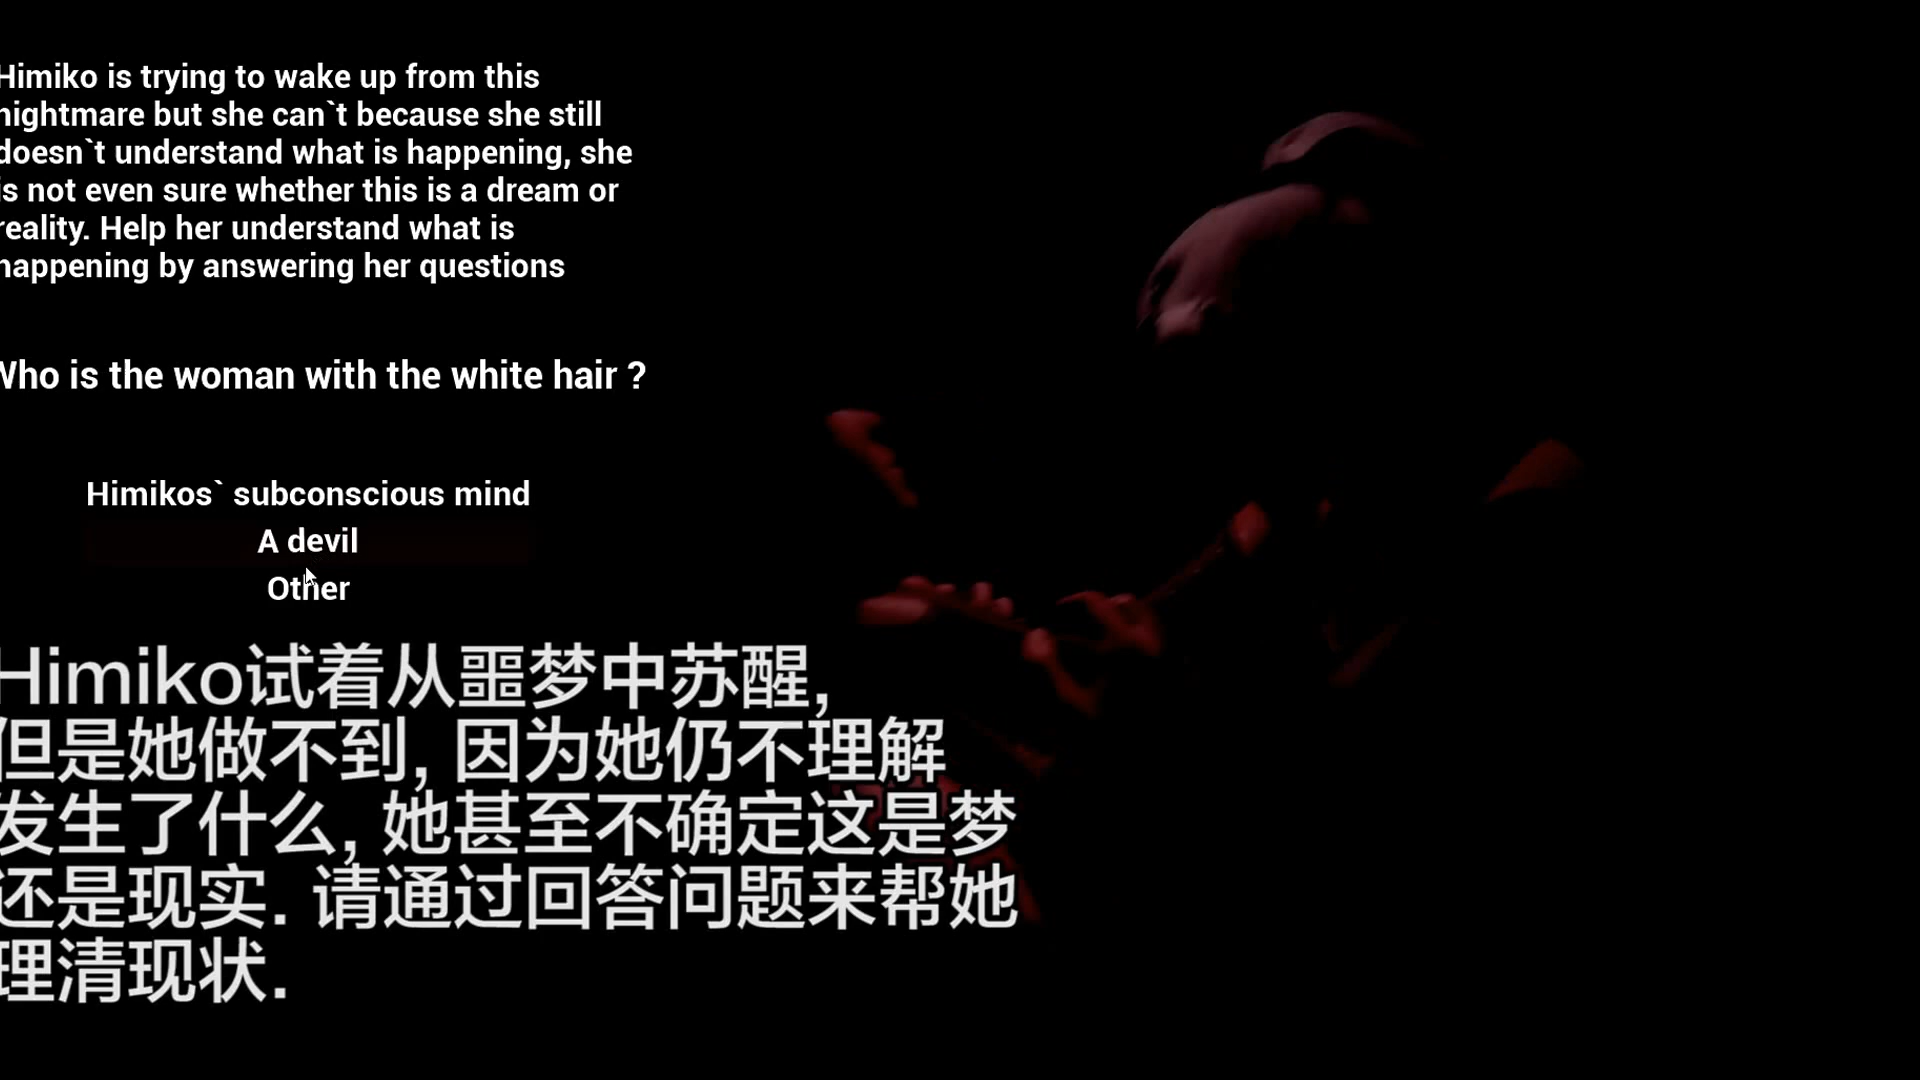 Himiko is trying to wake up from this
nightmare but she can`t because she still
doesn`t understand what is happening, she
is not even sure whether this is a dream or
reality. Help her understand what is
happening by answering her questions
Who is the woman with the white hair ?
Himikos` subconscious mind
A devil
Other
Himiko试着从噩梦中苏醒,
但是她做不到, 因为她仍不理解
发生了什么, 她甚至不确定这是梦
还是现实. 请通过回答问题来帮她
理清现状.